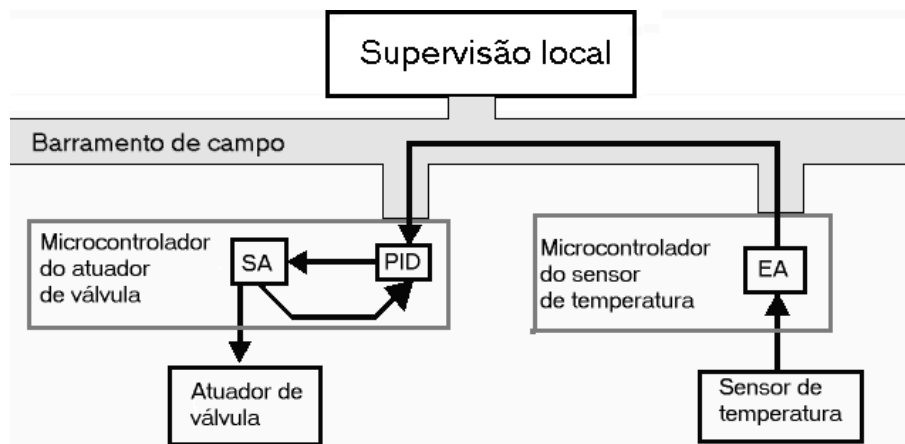 Supervisão local
Barramento de campo
Microcontrolador
do atuador
de válvula
SA
PID
Microcontrolador
do sensor
de temperatura
EA
Atuador de
válvula
Sensor de
temperatura